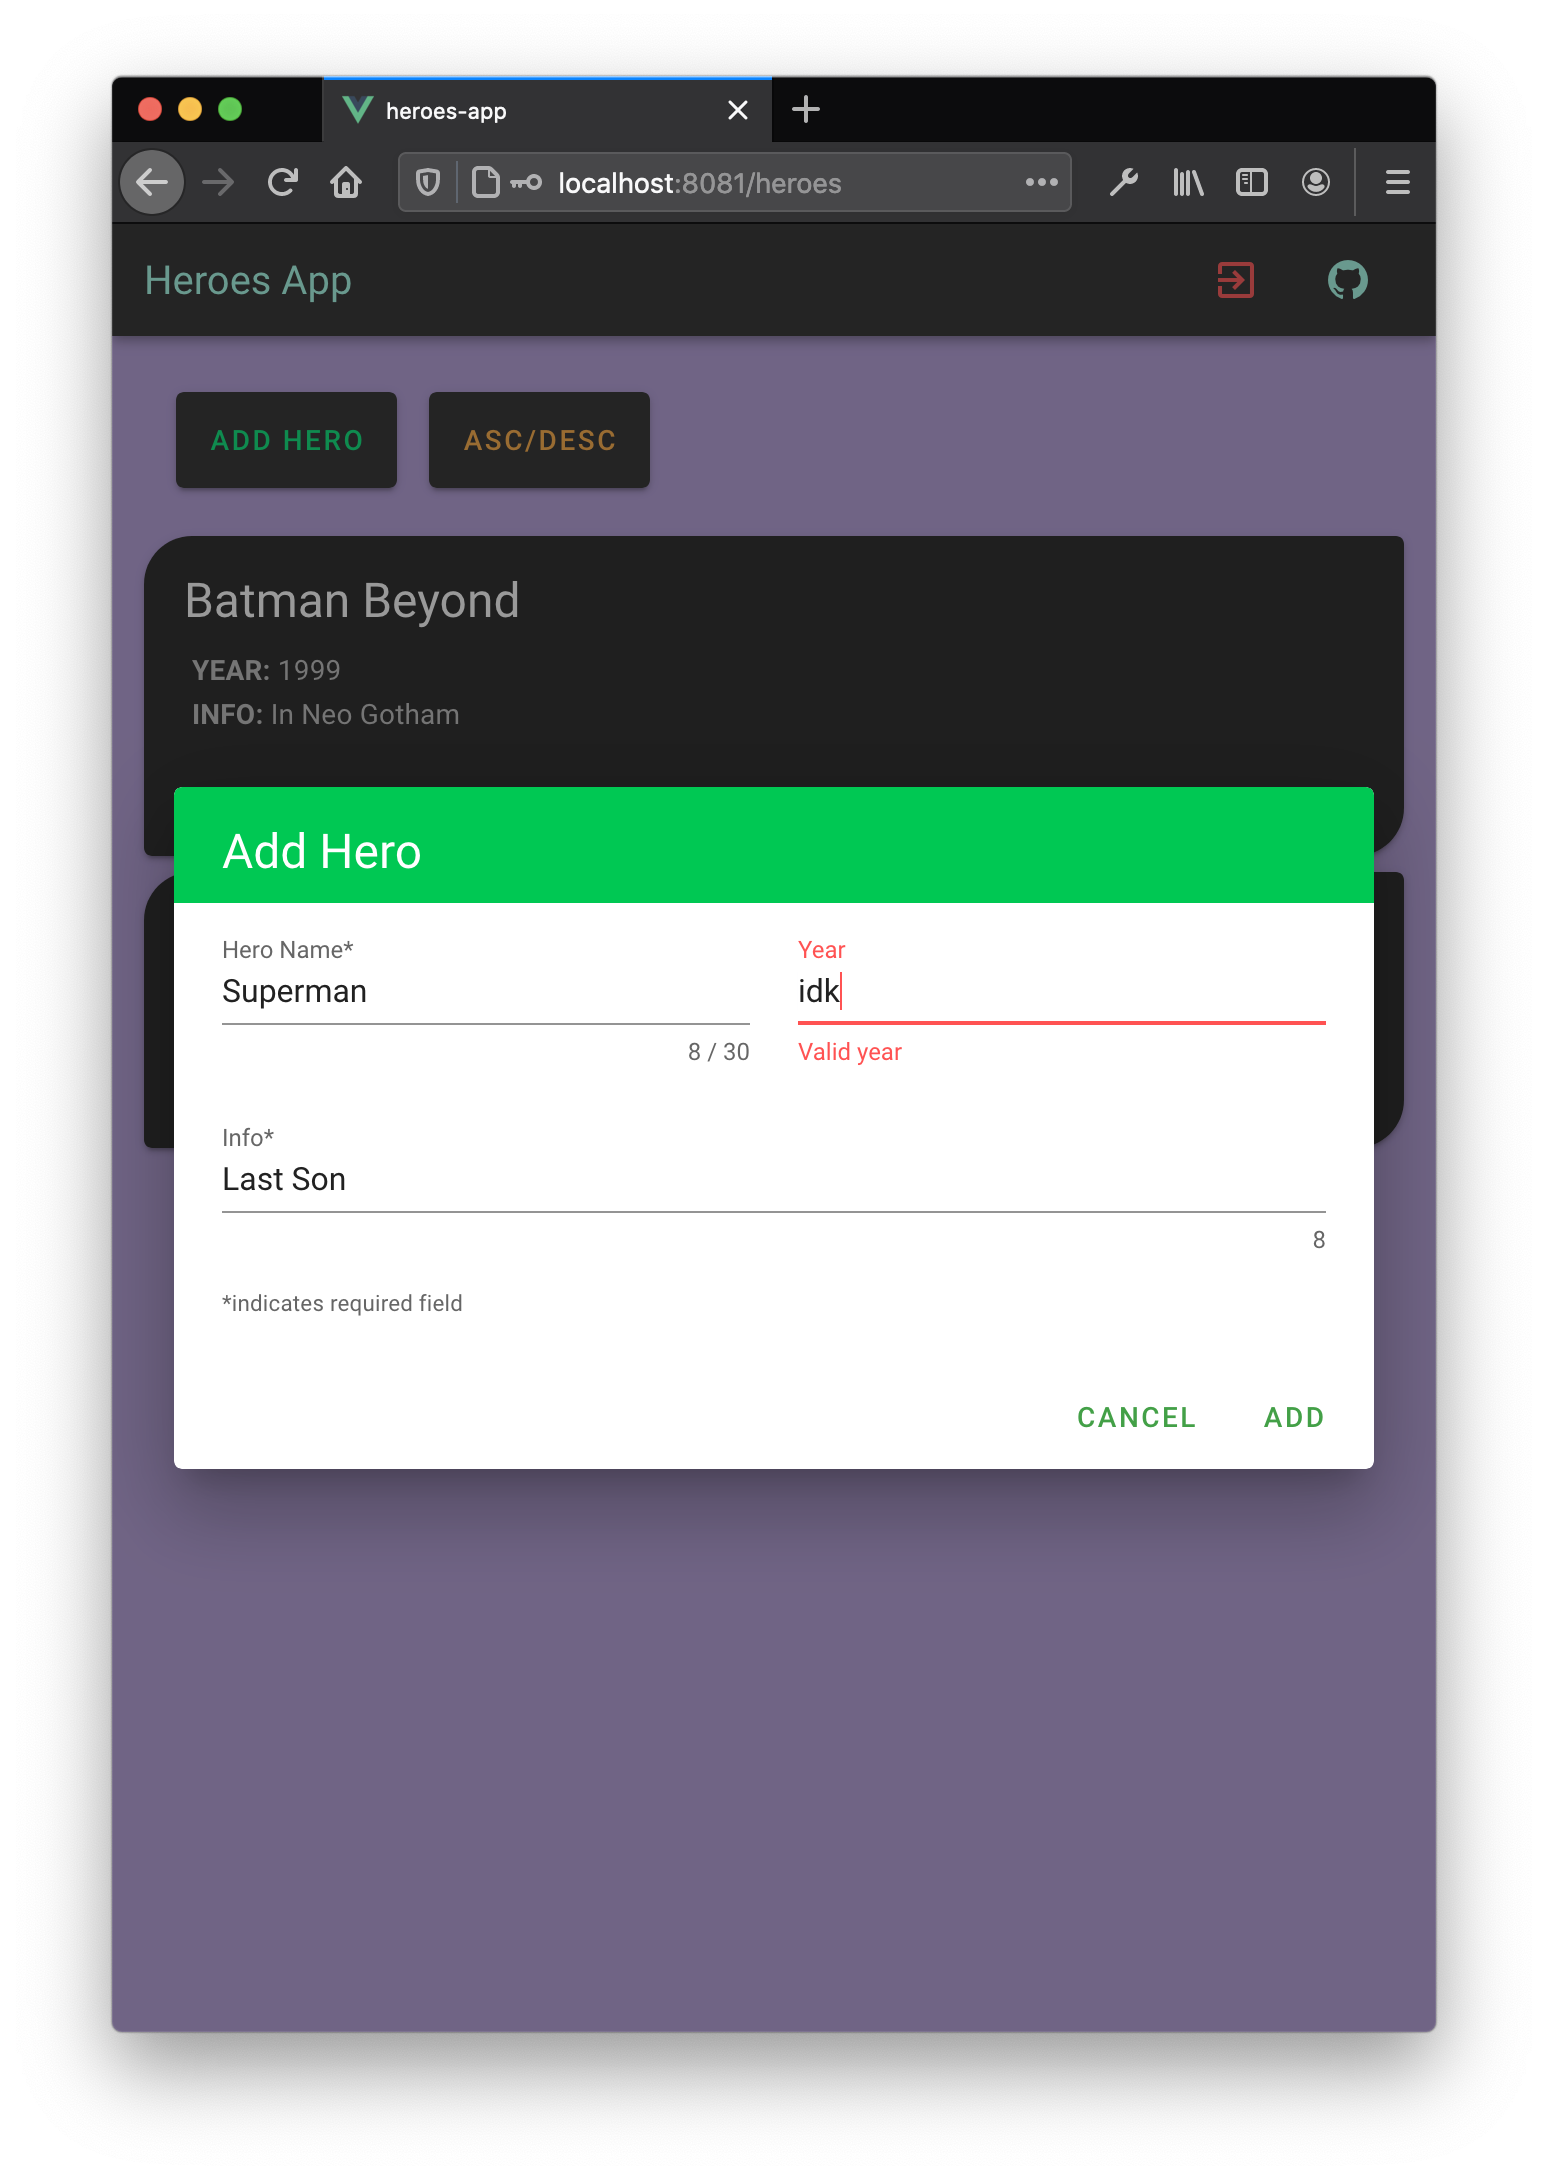 heroes-app
localhost:8081/heroes
Heroes App
ADD HERO ASC/DESC
Batman Beyond
YEAR: 1999
INFO: In Neo Gotham
Add Hero
Hero Name* Year
Superman idk
8 / 30 Valid year
Info*
Last Son
8
*indicates required field
CANCEL ADD